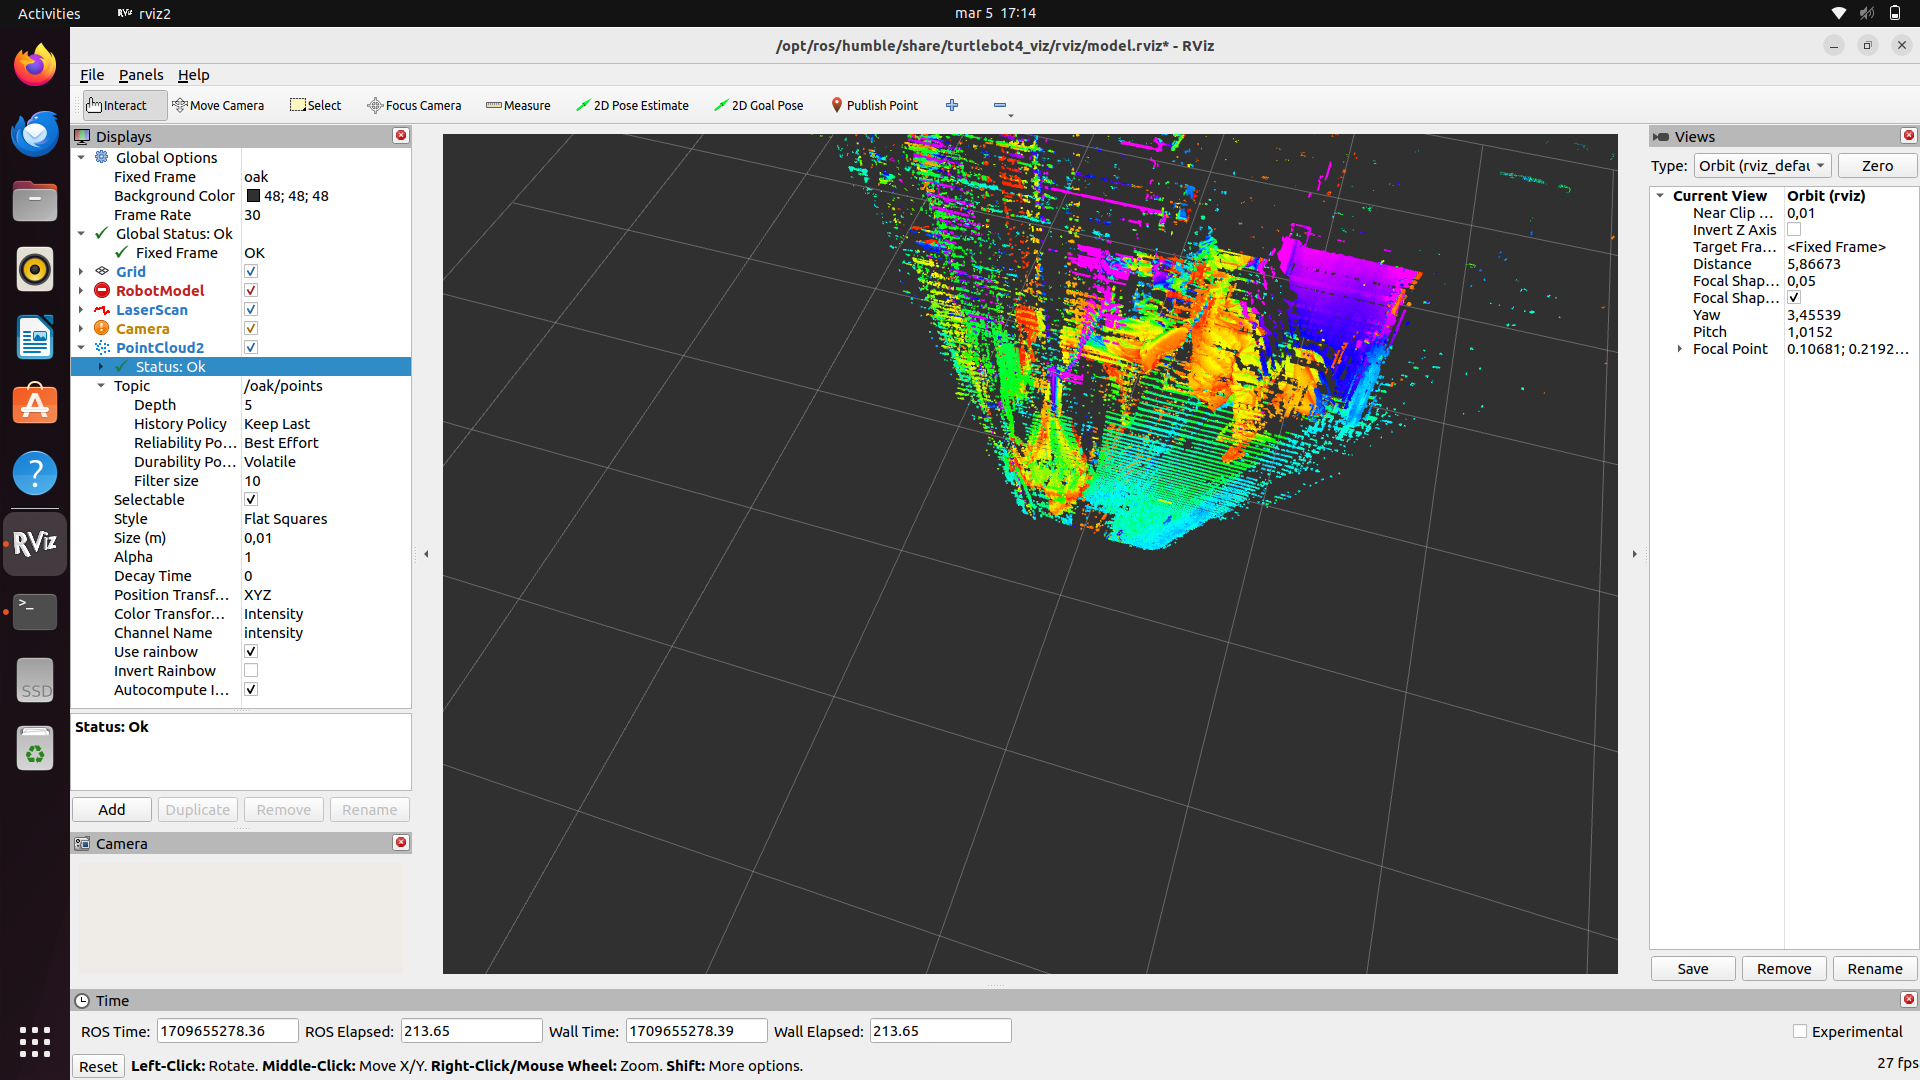 Activities
RViz rviz2
mar 5 17:14
/opt/ros/humble/share/turtlebot4_viz/rviz/model.rviz* - RViz
File Panels Help
Interact Move Camera Select Focus Camera Measure 2D Pose Estimate 2D Goal Pose Publish Point
Displays
Global Options
Fixed Frame oak
Background Color 48; 48; 48
Frame Rate 30
Global Status: Ok
Fixed Frame OK
Grid
RobotModel
LaserScan
Camera
PointCloud2
Status: Ok
Topic /oak/points
Depth 5
History Policy Keep Last
Reliability Po... Best Effort
Durability Po... Volatile
Filter size 10
Selectable
Style Flat Squares
Size (m) 0,01
Alpha 1
Decay Time 0
Position Transf... XYZ
Color Transfor... Intensity
Channel Name intensity
Use rainbow
Invert Rainbow
Autocompute I...
Status: Ok
Add Duplicate Remove Rename
Camera
Views
Type: Orbit (rviz_defau Zero
Current View Orbit (rviz)
Near Clip ... 0,01
Invert Z Axis
Target Fra... <Fixed Frame>
Distance 5,86673
Focal Shap... 0,05
Focal Shap...
Yaw 3,45539
Pitch 1,0152
Focal Point 0.10681; 0.2192...
Save Remove Rename
RViz
>_
SSD
Time
ROS Time: 1709655278.36 ROS Elapsed: 213.65 Wall Time: 1709655278.39 Wall Elapsed: 213.65 Experimental
Reset Left-Click: Rotate. Middle-Click: Move X/Y. Right-Click/Mouse Wheel: Zoom. Shift: More options. 27 fps